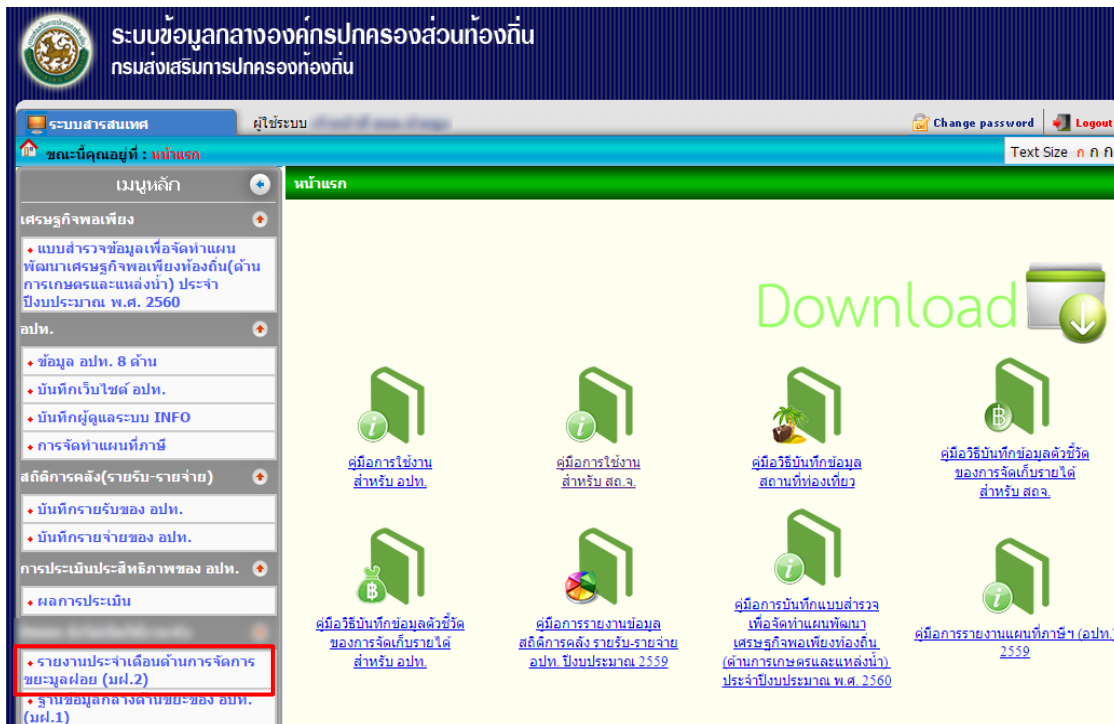 ระบบข้อมูลกลางองค์กรปกครองส่วนท้องถิ่น
กรมส่งเสริมการปกครองท้องถิ่น
ระบบสารสนเทศ
ผู้ใช้ระบบ
Change password
Logout
ขณะนี้คุณอยู่ที่ : หน้าแรก
Text Size ก ก ก
เมนูหลัก
เศรษฐกิจพอเพียง
แบบสำรวจข้อมูลเพื่อจัดทำแผน
พัฒนาเศรษฐกิจพอเพียงท้องถิ่น(ด้าน
การเกษตรและแหล่งน้ำ) ประจำ
ปีงบประมาณ พ.ศ. 2560
อปท.
ข้อมูล อปท. 8 ด้าน
บันทึกเว็บไซต์ อปท.
บันทึกผู้ดูแลระบบ INFO
การจัดทำแผนที่ภาษี
สถิติการคลัง(รายรับ-รายจ่าย)
บันทึกรายรับของ อปท.
บันทึกรายจ่ายของ อปท.
การประเมินประสิทธิภาพของ อปท.
ผลการประเมิน
รายงานประจำเดือนด้านการจัดการ
ขยะมูลฝอย (มฝ.2)
ฐานข้อมูลกลางด้านขยะของ อปท.
(มฝ.1)
หน้าแรก
Download
คู่มือการใช้งาน
สำหรับ อปท.
คู่มือการใช้งาน
สำหรับ สถ.จ.
คู่มือวิธีบันทึกข้อมูล
สถานที่ท่องเที่ยว
คู่มือวิธีบันทึกข้อมูลตัวชี้วัด
ของการจัดเก็บรายได้
สำหรับ สถจ.
คู่มือวิธีบันทึกข้อมูลตัวชี้วัด
ของการจัดเก็บรายได้
สำหรับ อปท.
คู่มือการรายงานข้อมูล
สถิติการคลัง รายรับ-รายจ่าย
อปท. ปีงบประมาณ 2559
คู่มือการบันทึกแบบสำรวจ
เพื่อจัดทำแผนพัฒนา
เศรษฐกิจพอเพียงท้องถิ่น
(ด้านการเกษตรและแหล่งน้ำ)
ประจำปีงบประมาณ พ.ศ. 2560
คู่มือการรายงานแผนที่ภาษีฯ (อปท.)
2559